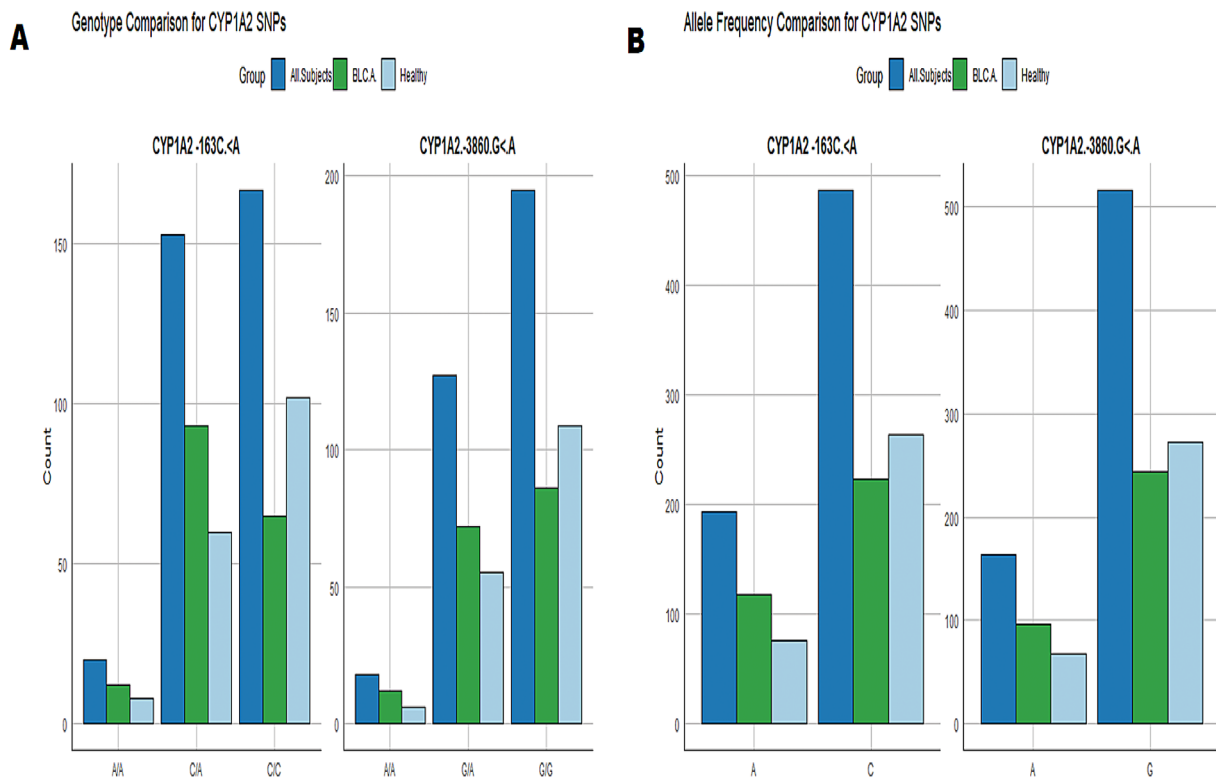 A
Genotype Comparison for CYP1A2 SNPs
Group All.Subjects BLC.A. Healthy
CYP1A2 -163C.<A
CYP1A2.-3860.G<.A
Count
150
100
50
0
200
150
100
50
0
A/A C/A C/C
A/A G/A G/G
B
Allele Frequency Comparison for CYP1A2 SNPs
Group All.Subjects BLC.A. Healthy
CYP1A2 -163C.<A
CYP1A2.-3860.G<.A
Count
500
400
300
200
100
0
500
400
300
200
100
0
A C
A G